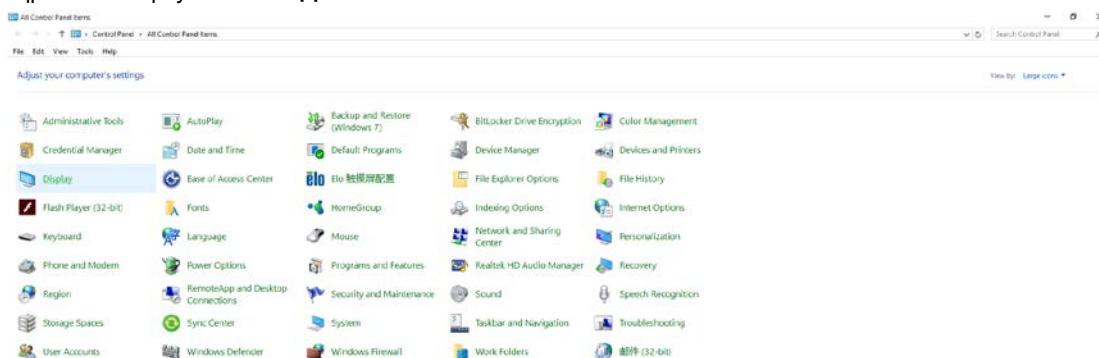 All Control Panel Items
Control Panel › All Control Panel Items
Search Control Panel
File Edit View Tools Help
Adjust your computer's settings
View by: Large icons
Administrative Tools
AutoPlay
Backup and Restore
(Windows 7)
BitLocker Drive Encryption
Color Management
Credential Manager
Date and Time
Default Programs
Device Manager
Devices and Printers
Display
Ease of Access Center
elo Elo 触摸屏配置
File Explorer Options
File History
Flash Player (32-bit)
Fonts
HomeGroup
Indexing Options
Internet Options
Keyboard
Language
Mouse
Network and Sharing
Center
Personalization
Phone and Modem
Power Options
Programs and Features
Realtek HD Audio Manager
Recovery
Region
RemoteApp and Desktop
Connections
Security and Maintenance
Sound
Speech Recognition
Storage Spaces
Sync Center
System
Taskbar and Navigation
Troubleshooting
User Accounts
Windows Defender
Windows Firewall
Work Folders
邮件 (32-bit)